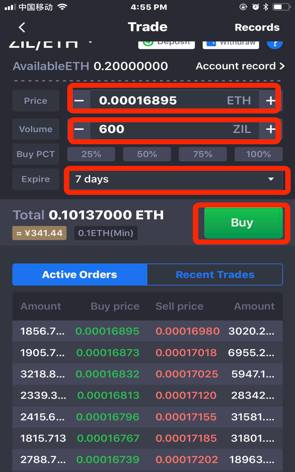 中国移动 4:55 PM
Trade Records
ZIL/ETH Deposit Withdraw ?
AvailableETH 0.20000000 Account record >
Price − 0.00016895 ETH +
Volume − 600 ZIL +
Buy PCT 25% 50% 75% 100%
Expire 7 days
Total 0.10137000 ETH
= ¥341.44 0.1ETH(Min)
Buy
Active Orders Recent Trades
Amount Buy price Sell price Amount
1856.7... 0.00016895 0.00016980 3020.2...
1905.7... 0.00016873 0.00017018 6955.2...
3218.8... 0.00016832 0.00017025 5947.1...
2339.3... 0.00016813 0.00017120 28342...
2415.6... 0.00016796 0.00017155 31581....
1815.713 0.00016767 0.00017185 31801....
2788.7... 0.00016739 0.00017202 18963....